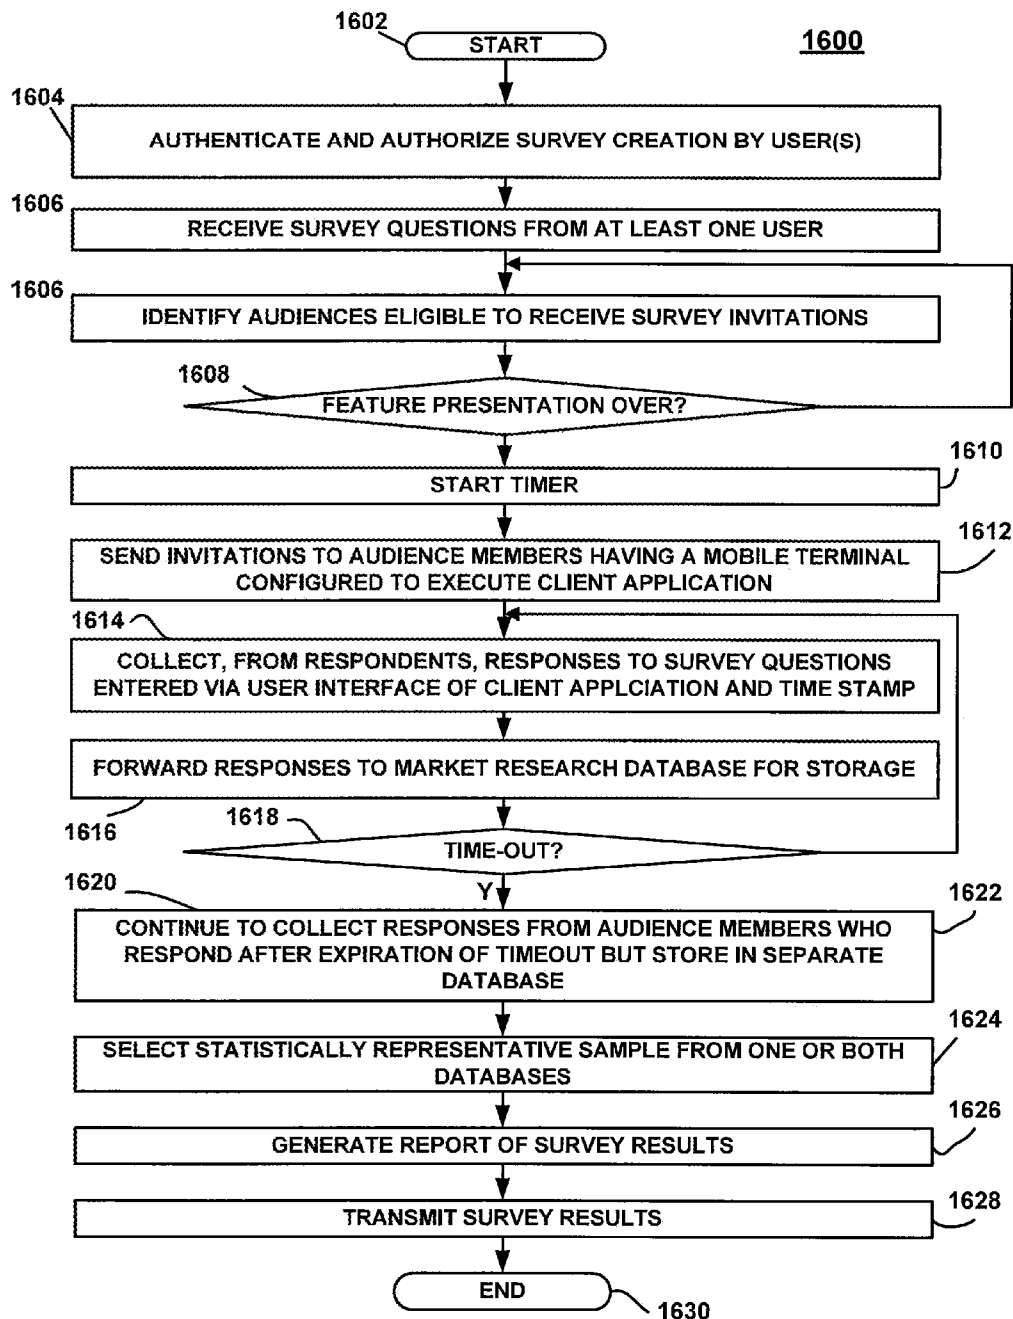 1602
START
1600
1604
AUTHENTICATE AND AUTHORIZE SURVEY CREATION BY USER(S)
1606
RECEIVE SURVEY QUESTIONS FROM AT LEAST ONE USER
1606
IDENTIFY AUDIENCES ELIGIBLE TO RECEIVE SURVEY INVITATIONS
1608
FEATURE PRESENTATION OVER?
1610
START TIMER
1612
SEND INVITATIONS TO AUDIENCE MEMBERS HAVING A MOBILE TERMINAL
CONFIGURED TO EXECUTE CLIENT APPLICATION
1614
COLLECT, FROM RESPONDENTS, RESPONSES TO SURVEY QUESTIONS
ENTERED VIA USER INTERFACE OF CLIENT APPLCIATION AND TIME STAMP
FORWARD RESPONSES TO MARKET RESEARCH DATABASE FOR STORAGE
1616
1618
TIME-OUT?
Y
1620
1622
CONTINUE TO COLLECT RESPONSES FROM AUDIENCE MEMBERS WHO
RESPOND AFTER EXPIRATION OF TIMEOUT BUT STORE IN SEPARATE
DATABASE
1624
SELECT STATISTICALLY REPRESENTATIVE SAMPLE FROM ONE OR BOTH
DATABASES
1626
GENERATE REPORT OF SURVEY RESULTS
1628
TRANSMIT SURVEY RESULTS
END
1630